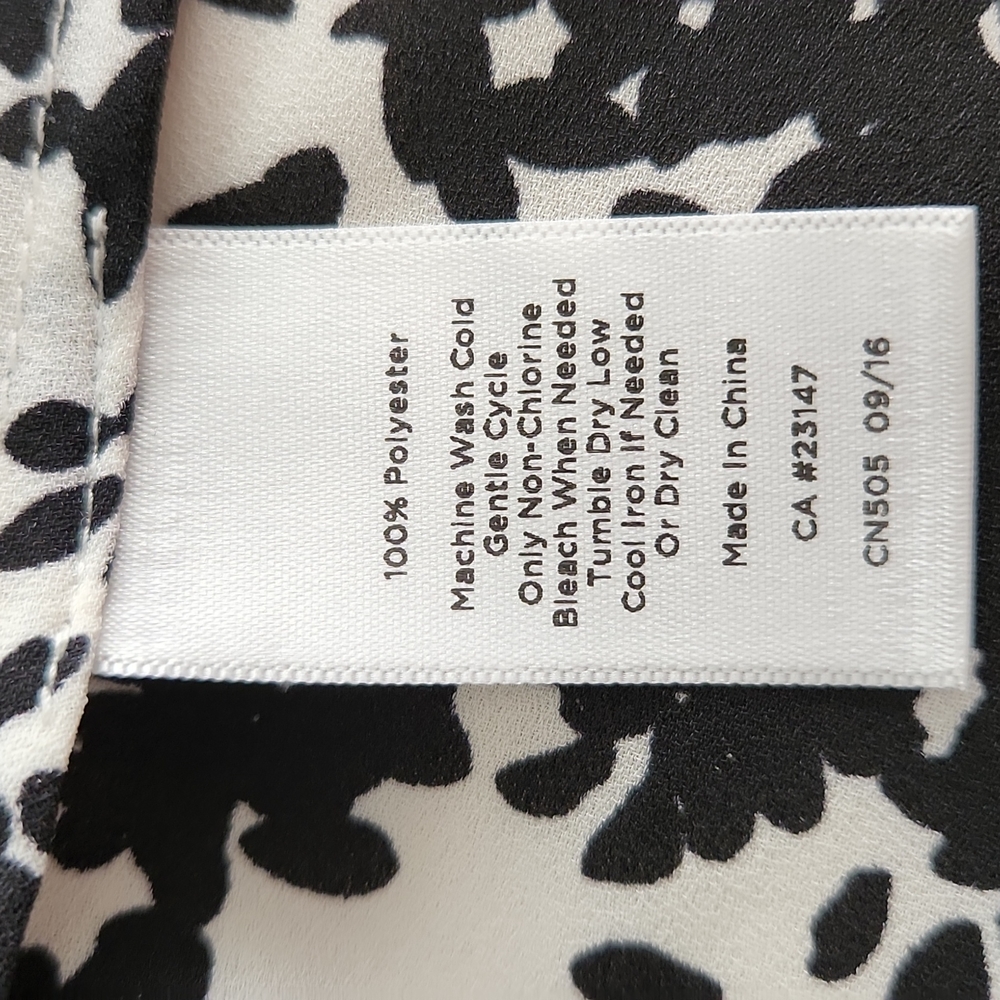 100% Polyester
Machine Wash Cold
Gentle Cycle
Only Non-Chlorine
Bleach When Needed
Tumble Dry Low
Cool Iron If Needed
Or Dry Clean
Made In China
CA #23147
CN505 09/16